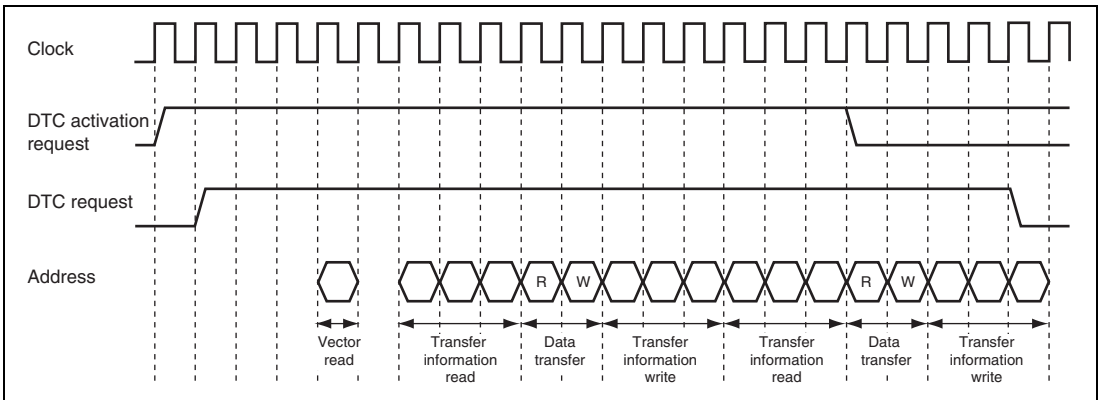 Clock
DTC activation
request
DTC request
Address
R W R W
Vector
read
Transfer
information
read
Data
transfer
Transfer
information
write
Transfer
information
read
Data
transfer
Transfer
information
write